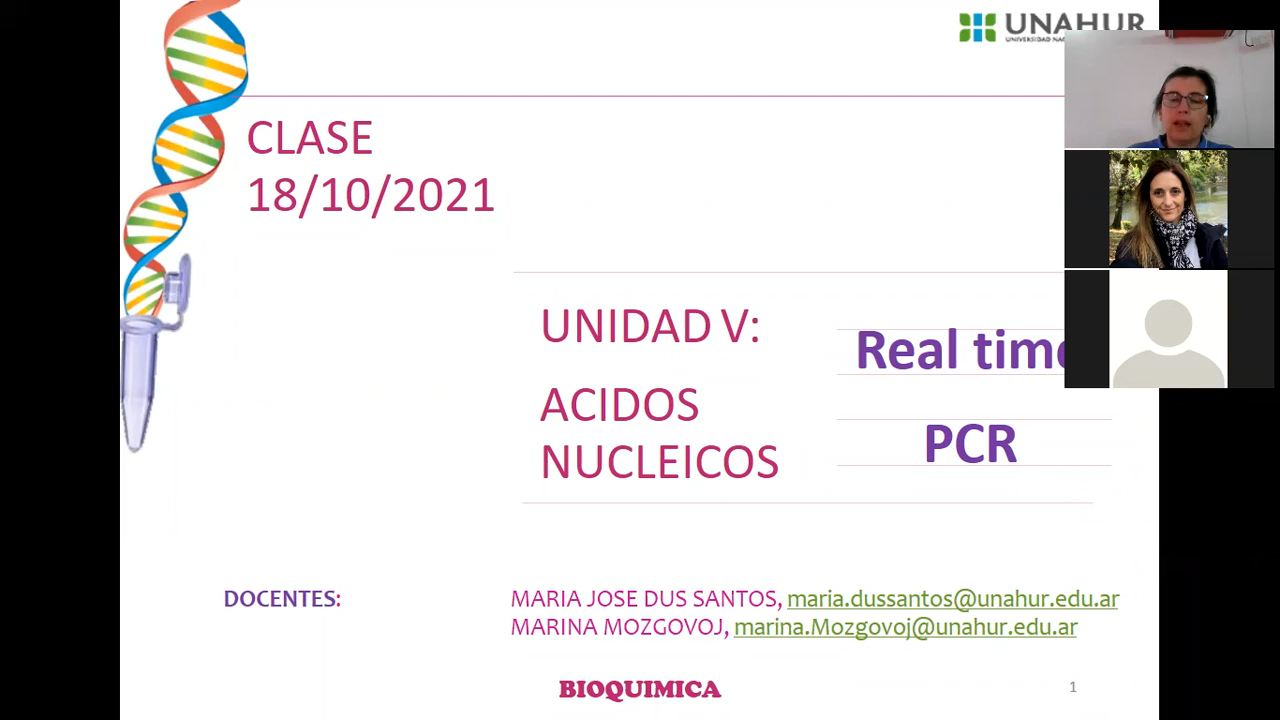 UNAHUR
CLASE
18/10/2021
UNIDAD V:
ACIDOS
NUCLEICOS
Real
PCR
DOCENTES:
MARIA JOSE DUS SANTOS, maria.dussantos@unahur.edu.ar
MARINA MOZGOVOJ, marina.Mozgovoj@unahur.edu.ar
BIOQUIMICA
1